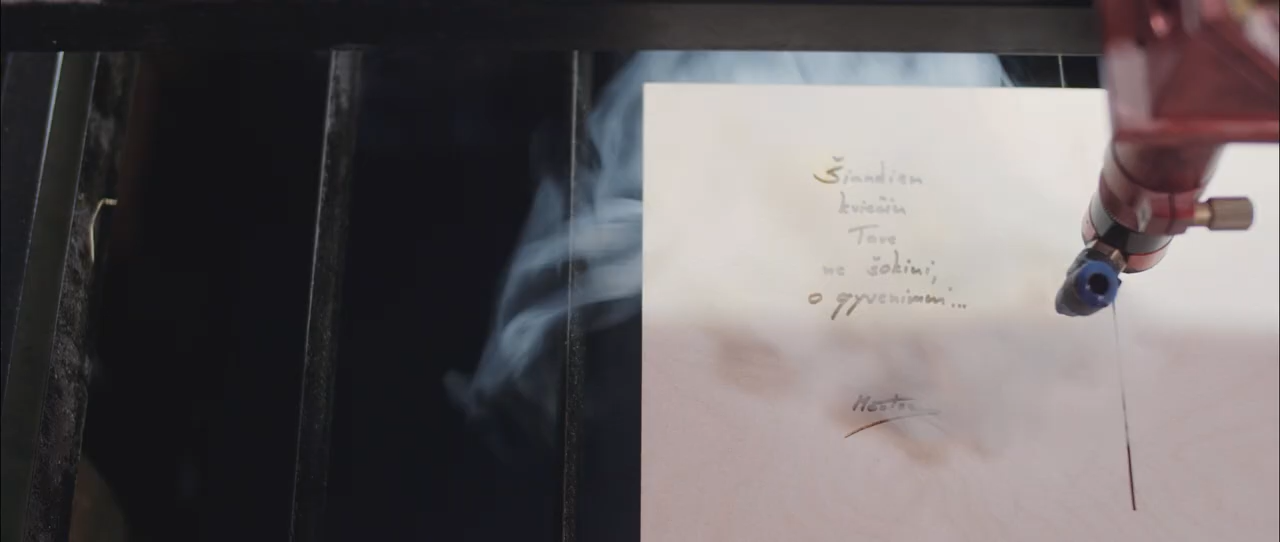 Šiandien
kviečiu
Tave
ne šokiui,
o gyvenimui...